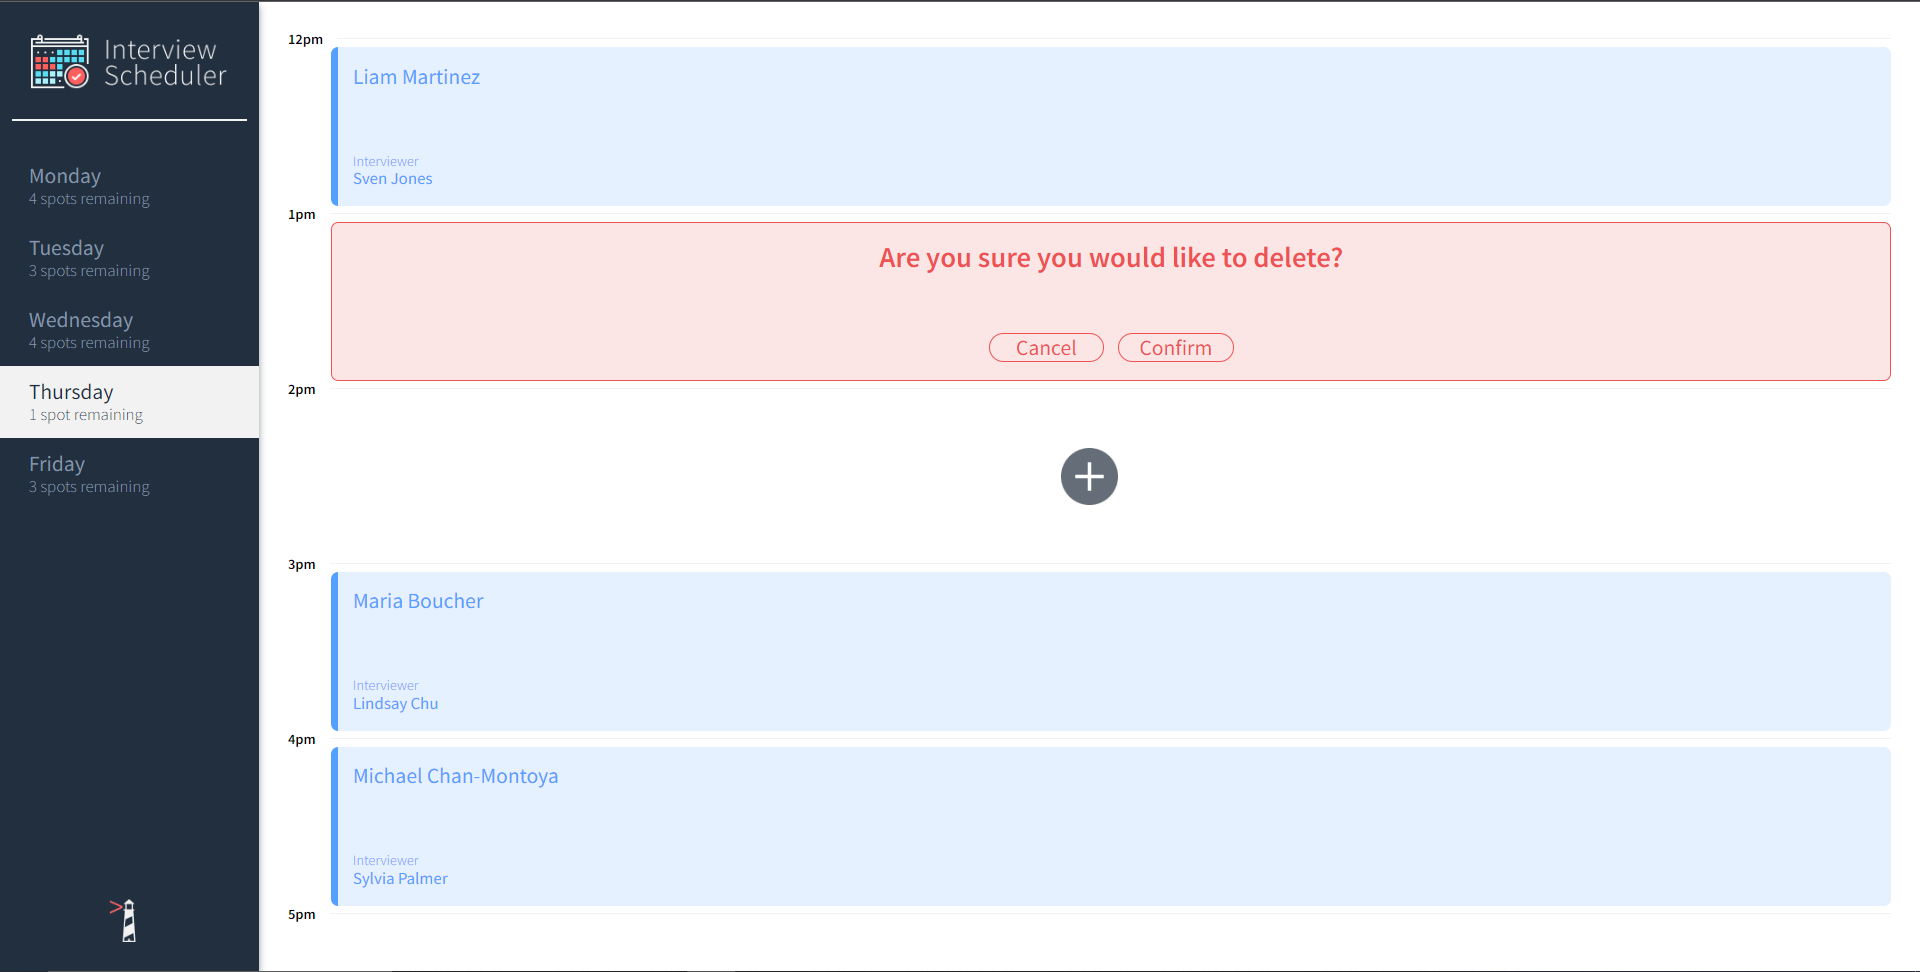 Interview
Scheduler
Monday
4 spots remaining
Tuesday
3 spots remaining
Wednesday
4 spots remaining
Thursday
1 spot remaining
Friday
3 spots remaining
12pm
Liam Martinez
Interviewer
Sven Jones
1pm
Are you sure you would like to delete?
Cancel
Confirm
2pm
3pm
Maria Boucher
Interviewer
Lindsay Chu
4pm
Michael Chan-Montoya
Interviewer
Sylvia Palmer
5pm